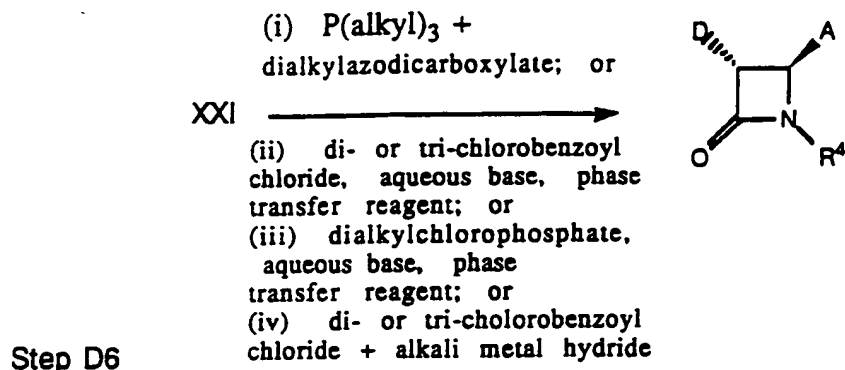 (i) P(alkyl)3 +
dialkylazodicarboxylate; or
XXI
(ii) di- or tri-chlorobenzoyl
chloride, aqueous base, phase
transfer reagent; or
(iii) dialkylchlorophosphate,
aqueous base, phase
transfer reagent; or
(iv) di- or tri-cholorobenzoyl
chloride + alkali metal hydride
Step D6
D A
N
O R4